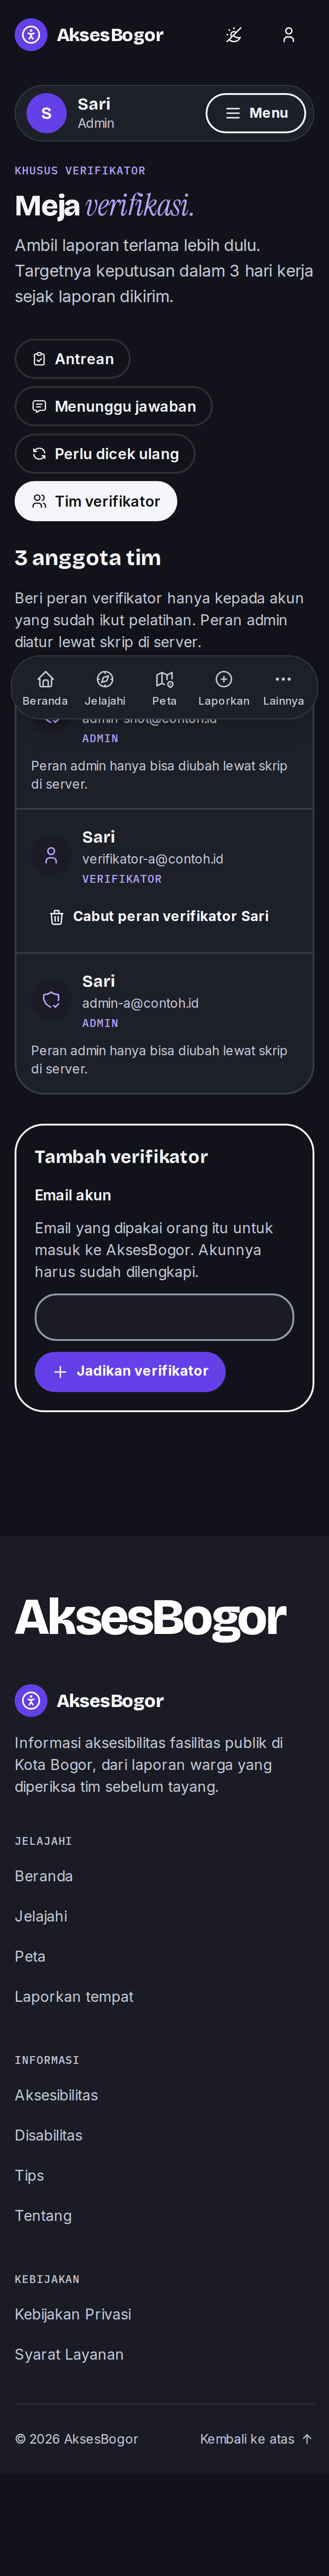 AksesBogor
S
Sari
Admin
Menu
KHUSUS VERIFIKATOR
Meja verifikasi.
Ambil laporan terlama lebih dulu.
Targetnya keputusan dalam 3 hari kerja
sejak laporan dikirim.
Antrean
Menunggu jawaban
Perlu dicek ulang
Tim verifikator
3 anggota tim
Beri peran verifikator hanya kepada akun
yang sudah ikut pelatihan. Peran admin
diatur lewat skrip di server.
Beranda
Jelajahi
Peta
Laporkan
Lainnya
ADMIN
Peran admin hanya bisa diubah lewat skrip
di server.
Sari
verifikator-a@contoh.id
VERIFIKATOR
Cabut peran verifikator Sari
Sari
admin-a@contoh.id
ADMIN
Peran admin hanya bisa diubah lewat skrip
di server.
Tambah verifikator
Email akun
Email yang dipakai orang itu untuk
masuk ke AksesBogor. Akunnya
harus sudah dilengkapi.
Jadikan verifikator
AksesBogor
AksesBogor
Informasi aksesibilitas fasilitas publik di
Kota Bogor, dari laporan warga yang
diperiksa tim sebelum tayang.
JELAJAHI
Beranda
Jelajahi
Peta
Laporkan tempat
INFORMASI
Aksesibilitas
Disabilitas
Tips
Tentang
KEBIJAKAN
Kebijakan Privasi
Syarat Layanan
© 2026 AksesBogor
Kembali ke atas ↑